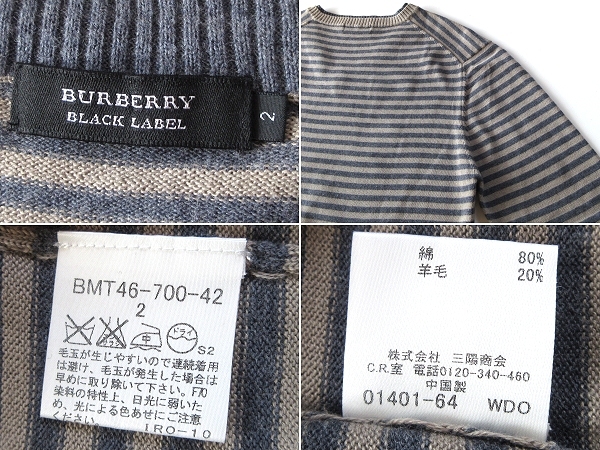 BURBERRY
BLACK LABEL
2
BMT46-700-42
2
中
ドライ
S2
毛玉が生じやすいので連続着用
は避け、毛玉が発生した場合は
早めに取り除いて下さい。F70
染料の特性上、日光に弱いた
め、光による色あせにご注意
ください。 IRO-10
綿 80%
羊毛 20%
株式会社 三陽商会
C.R.室 電話0120-340-460
中国製
01401-64 WDO